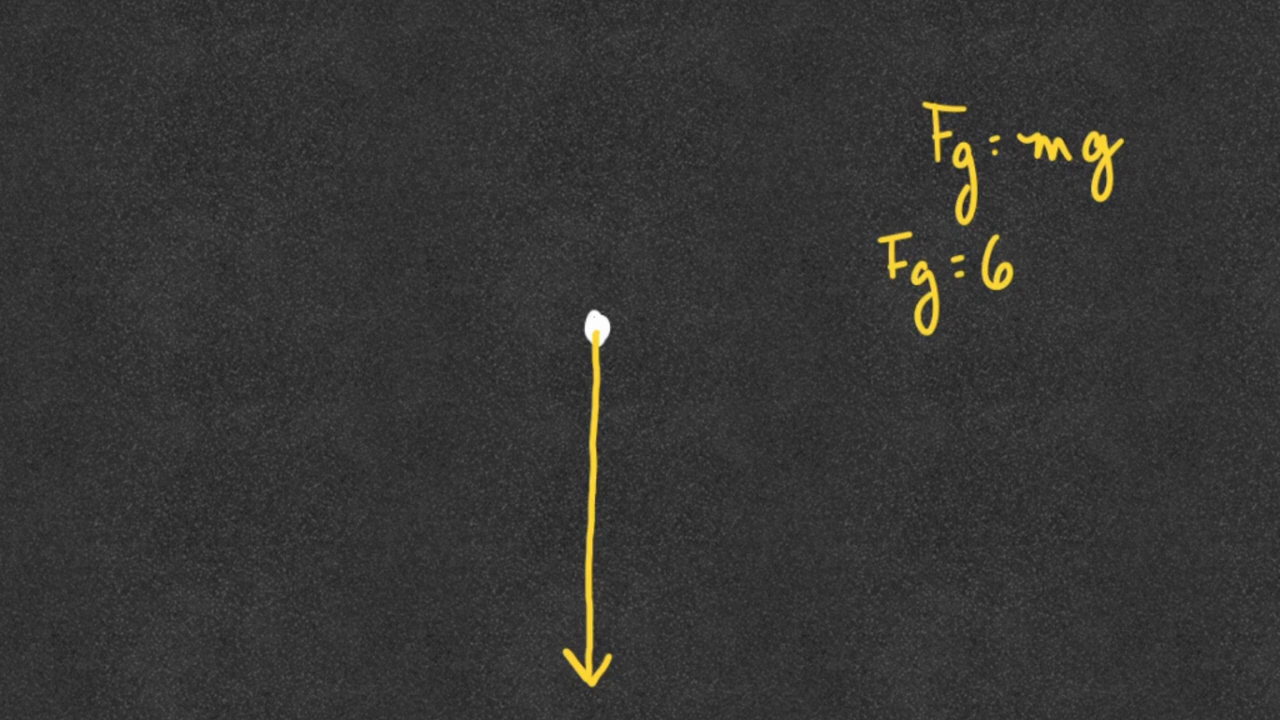 Fg = mg
Fg = 6